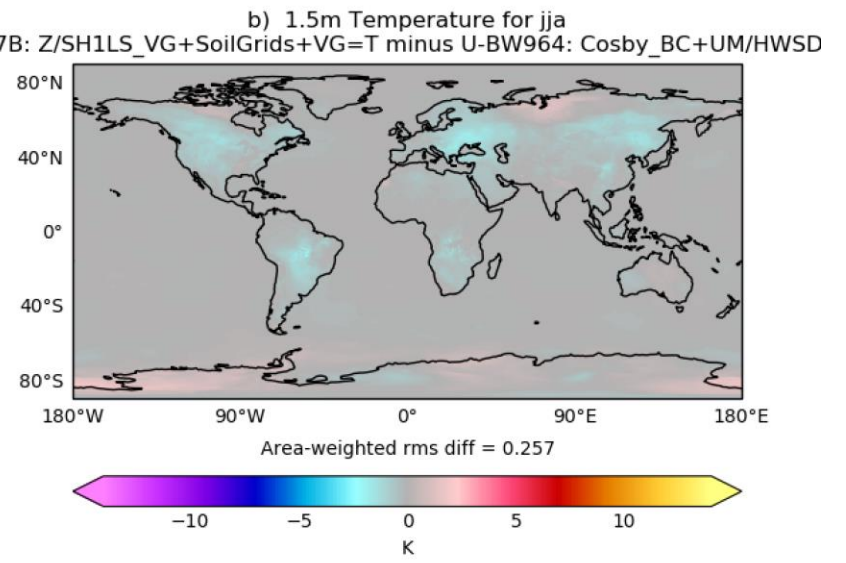 b)  1.5m Temperature for jja
7B: Z/SH1LS_VG+SoilGrids+VG=T minus U-BW964: Cosby_BC+UM/HWSD
80°N
40°N
0°
40°S
80°S
180°W 90°W 0° 90°E 180°E
Area-weighted rms diff = 0.257
−10 −5 0 5 10
K